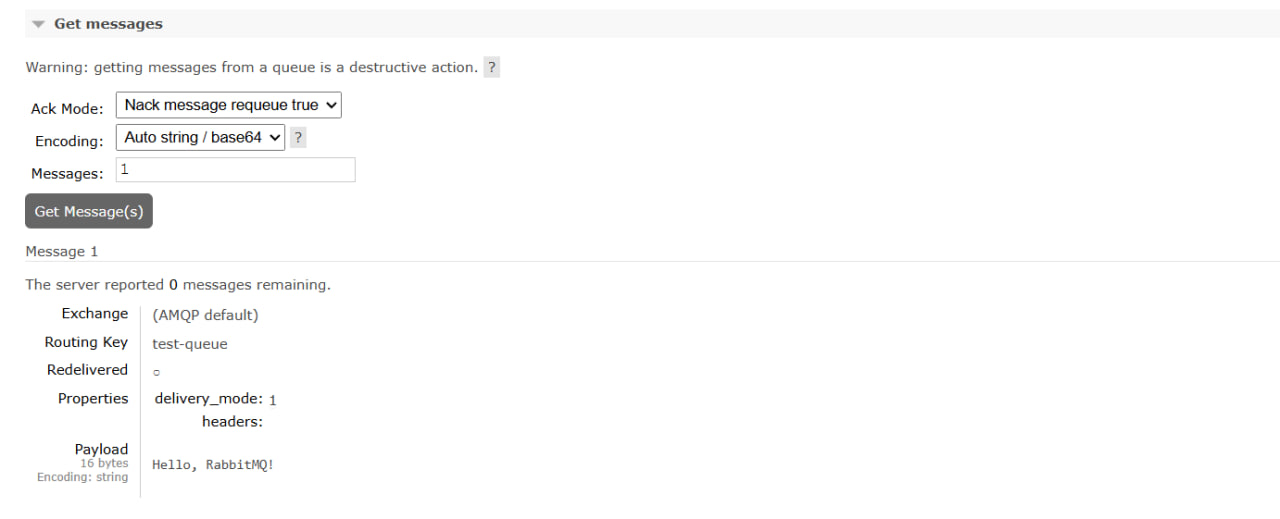 Get messages
Warning: getting messages from a queue is a destructive action. ?
Ack Mode: Nack message requeue true
Encoding: Auto string / base64 ?
Messages: 1
Get Message(s)
Message 1
The server reported 0 messages remaining.
Exchange (AMQP default)
Routing Key test-queue
Redelivered ○
Properties delivery_mode: 1
headers:
Payload
16 bytes
Encoding: string
Hello, RabbitMQ!